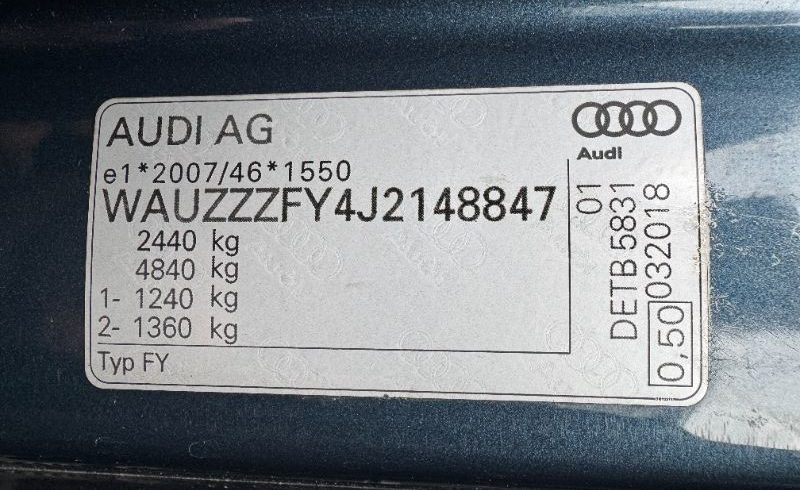 AUDI AG
Audi
e1*2007/46*1550
WAUZZZFY4J2148847
2440 kg
4840 kg
1- 1240 kg
2- 1360 kg
Typ FY
01
DETB5831
0,50 032018